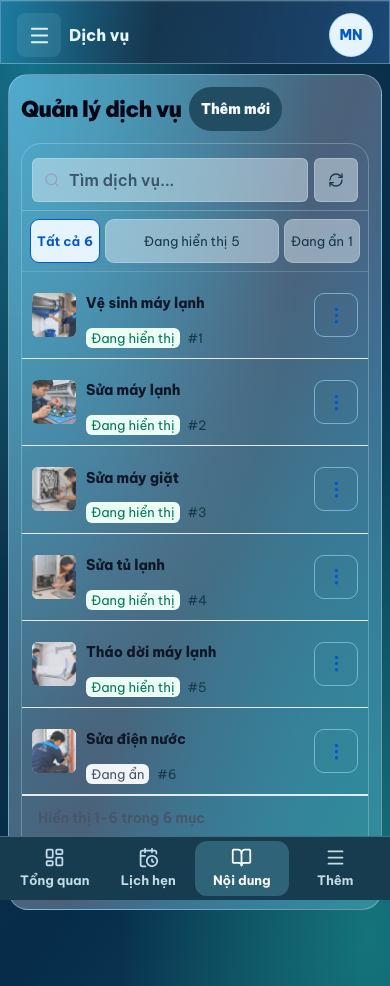 Dịch vụ
MN
Quản lý dịch vụ
Thêm mới
Tìm dịch vụ...
Tất cả 6
Đang hiển thị 5
Đang ẩn 1
Vệ sinh máy lạnh
Đang hiển thị #1
Sửa máy lạnh
Đang hiển thị #2
Sửa máy giặt
Đang hiển thị #3
Sửa tủ lạnh
Đang hiển thị #4
Tháo dời máy lạnh
Đang hiển thị #5
Sửa điện nước
Đang ẩn #6
Hiển thị 1-6 trong 6 mục
Tổng quan
Lịch hẹn
Nội dung
Thêm